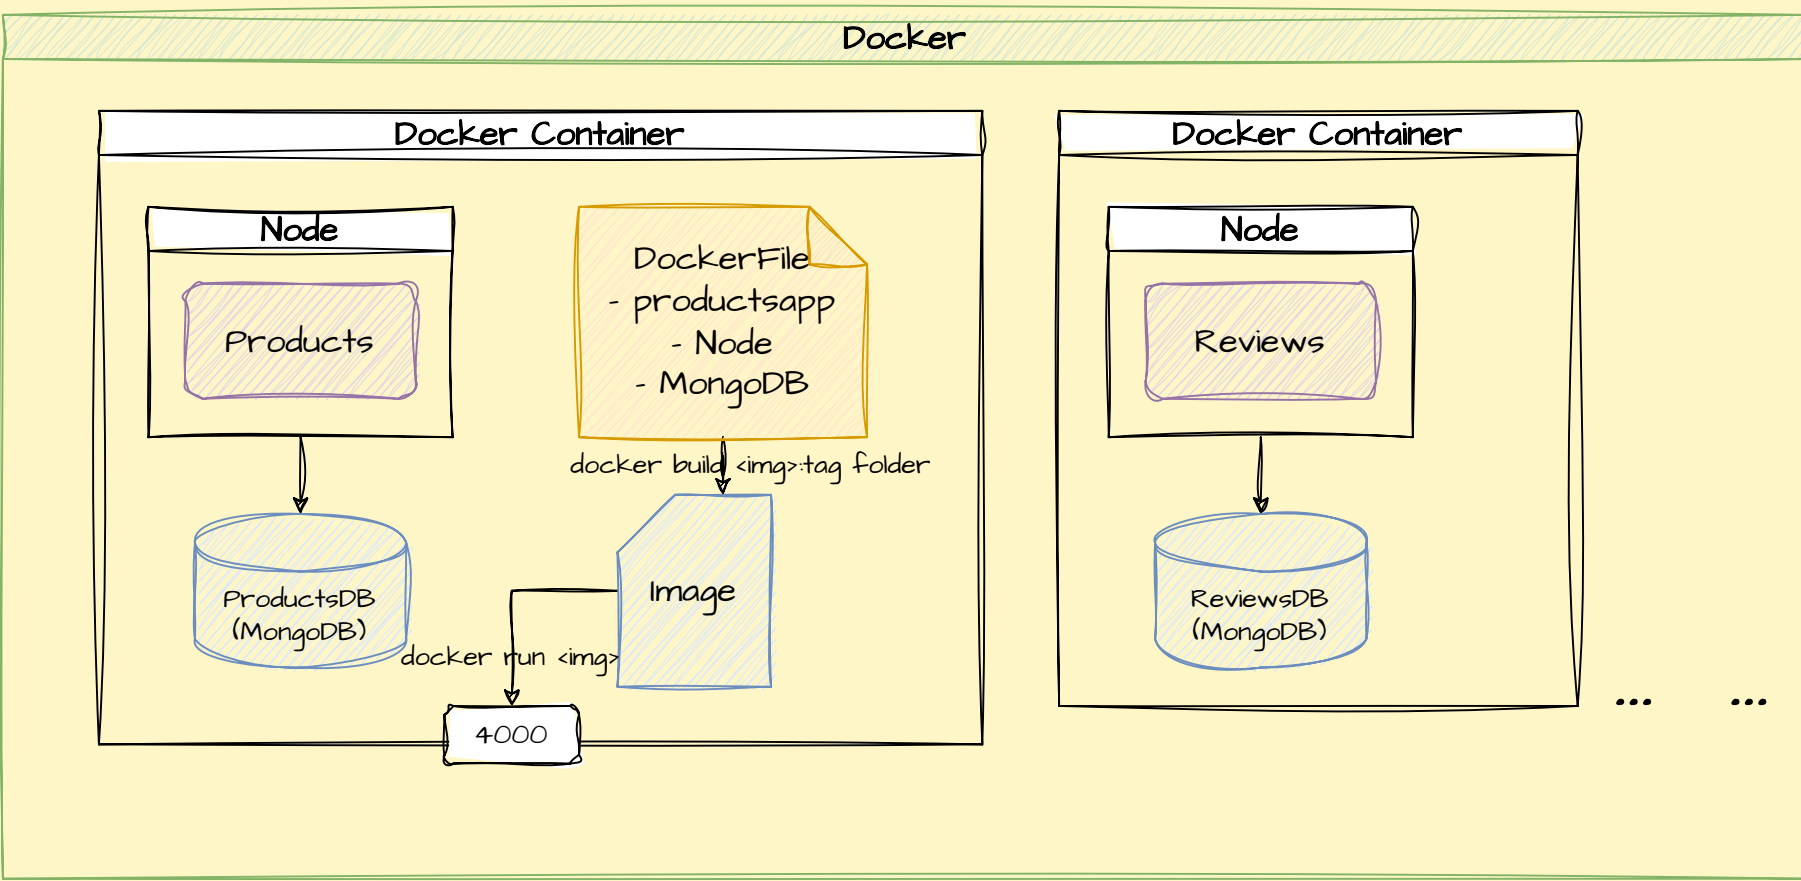 Docker
Docker Container
Docker Container
Node
Products
DockerFile
- productsapp
- Node
- MongoDB
Node
Reviews
docker build <img>:tag folder
Image
ProductsDB
(MongoDB)
docker run <img>
4000
ReviewsDB
(MongoDB)
... ...